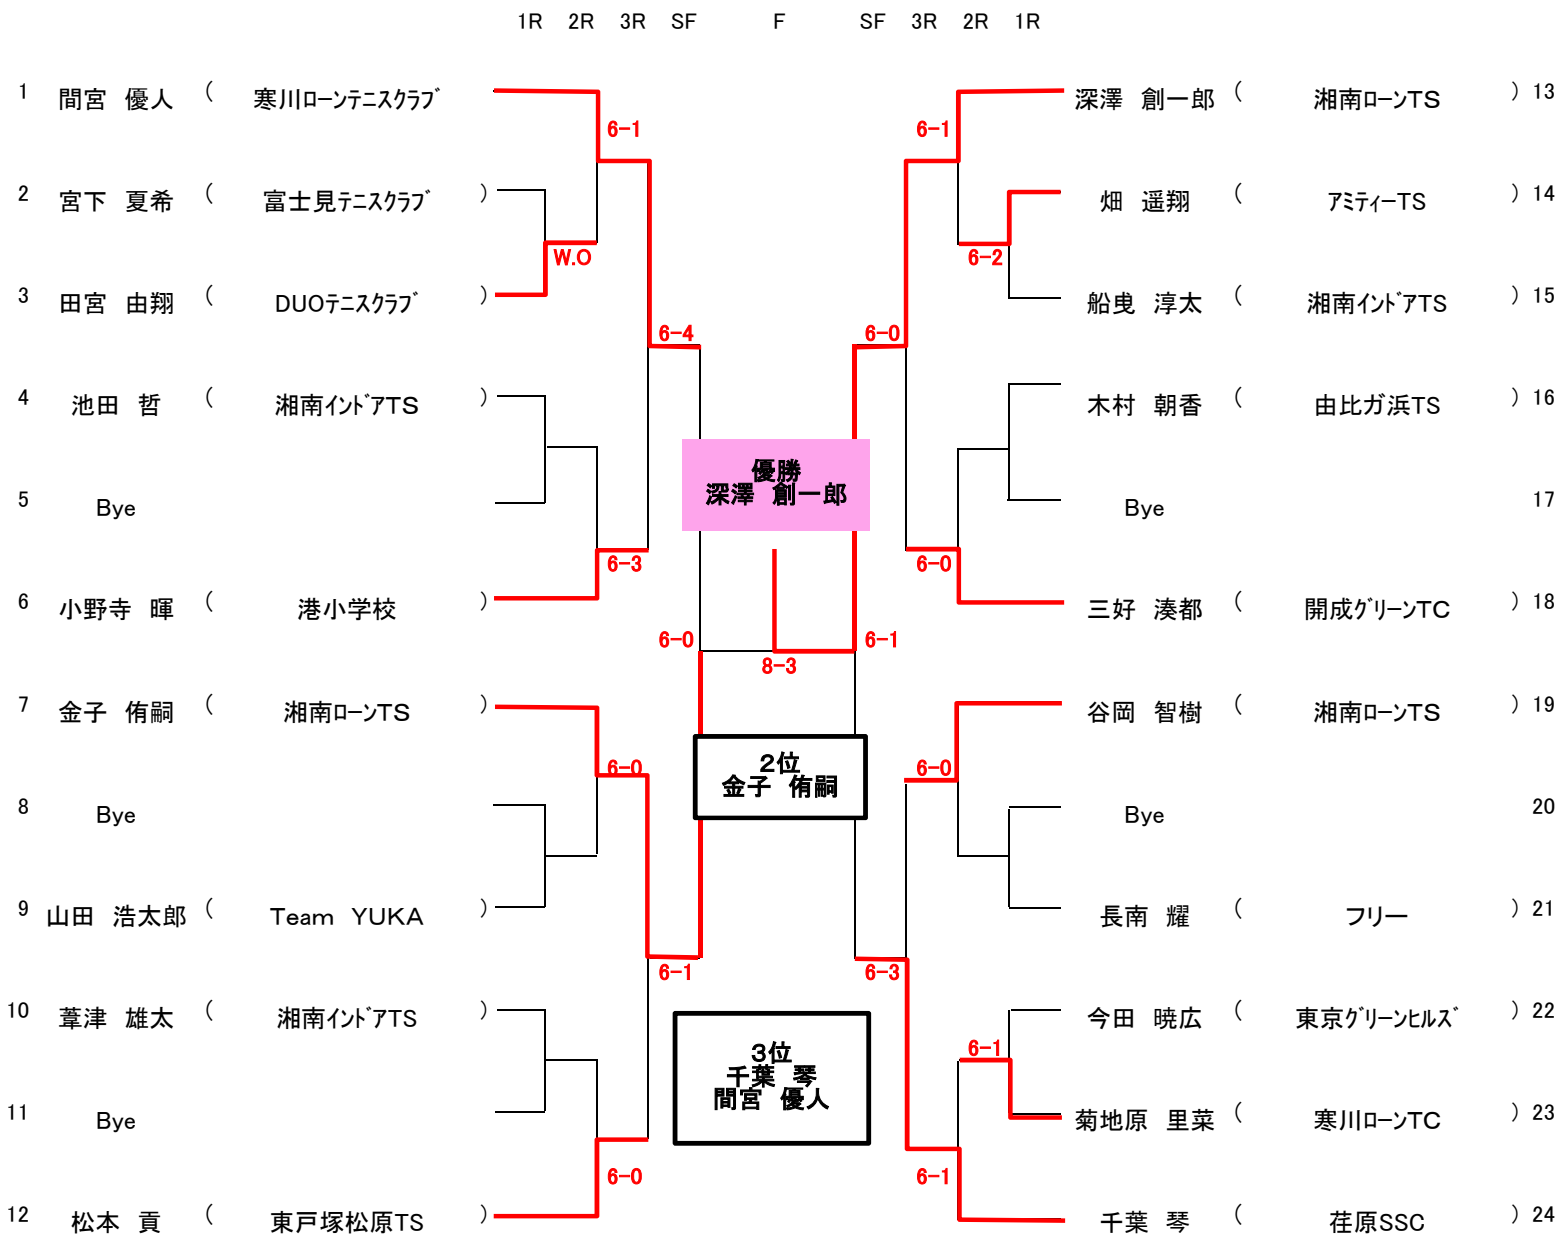 1R 2R 3R SF F SF 3R 2R 1R
1 間宮 優人 ( 寒川ローンテニスクラブ
2 宮下 夏希 ( 富士見テニスクラブ )
3 田宮 由翔 ( DUOテニスクラブ )
4 池田 哲 ( 湘南インドアTS )
5 Bye
6 小野寺 暉 ( 港小学校 )
7 金子 侑嗣 ( 湘南ローンTS )
8 Bye
9 山田 浩太郎 ( Team YUKA )
10 葦津 雄太 ( 湘南インドアTS )
11 Bye
12 松本 貢 ( 東戸塚松原TS )
6-1
W.O
6-4
6-3
6-0
6-0
6-1
6-0
優勝
深澤 創一郎
8-3
2位
金子 侑嗣
3位
千葉 琴
間宮 優人
6-1
6-2
6-0
6-0
6-1
6-0
6-3
6-1
6-1
深澤 創一郎 ( 湘南ローンTS ) 13
畑 遥翔 ( アミティーTS ) 14
船曵 淳太 ( 湘南インドアTS ) 15
木村 朝香 ( 由比ガ浜TS ) 16
Bye 17
三好 湊都 ( 開成グリーンTC ) 18
谷岡 智樹 ( 湘南ローンTS ) 19
Bye 20
長南 耀 ( フリー ) 21
今田 暁広 ( 東京グリーンヒルズ ) 22
菊地原 里菜 ( 寒川ローンTC ) 23
千葉 琴 ( 荏原SSC ) 24